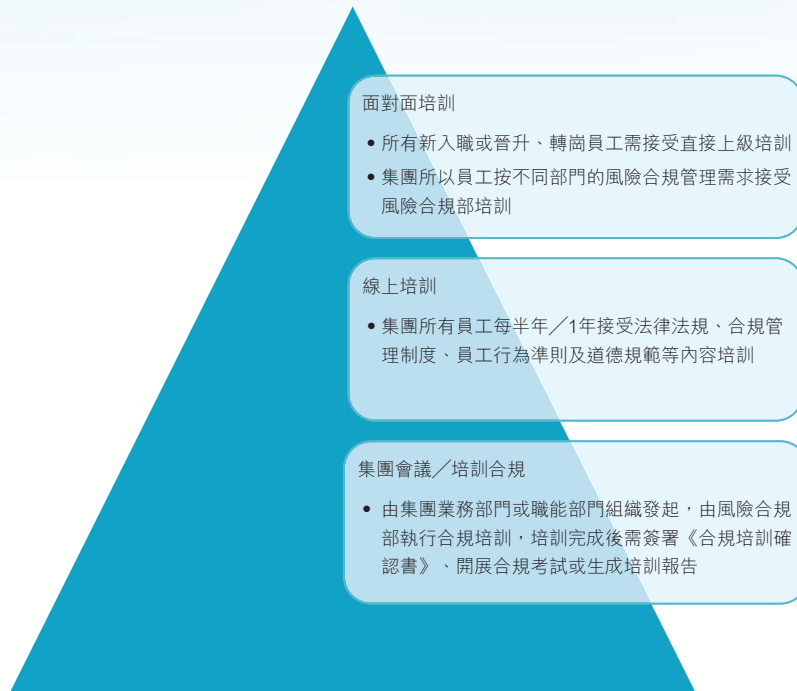 面對面培訓
• 所有新入職或晉升、轉崗員工需接受直接上級培訓
• 集團所以員工按不同部門的風險合規管理需求接受
風險合規部培訓
線上培訓
• 集團所有員工每半年／1年接受法律法規、合規管
理制度、員工行為準則及道德規範等內容培訓
集團會議／培訓合規
• 由集團業務部門或職能部門組織發起，由風險合規
部執行合規培訓，培訓完成後需簽署《合規培訓確
認書》、開展合規考試或生成培訓報告